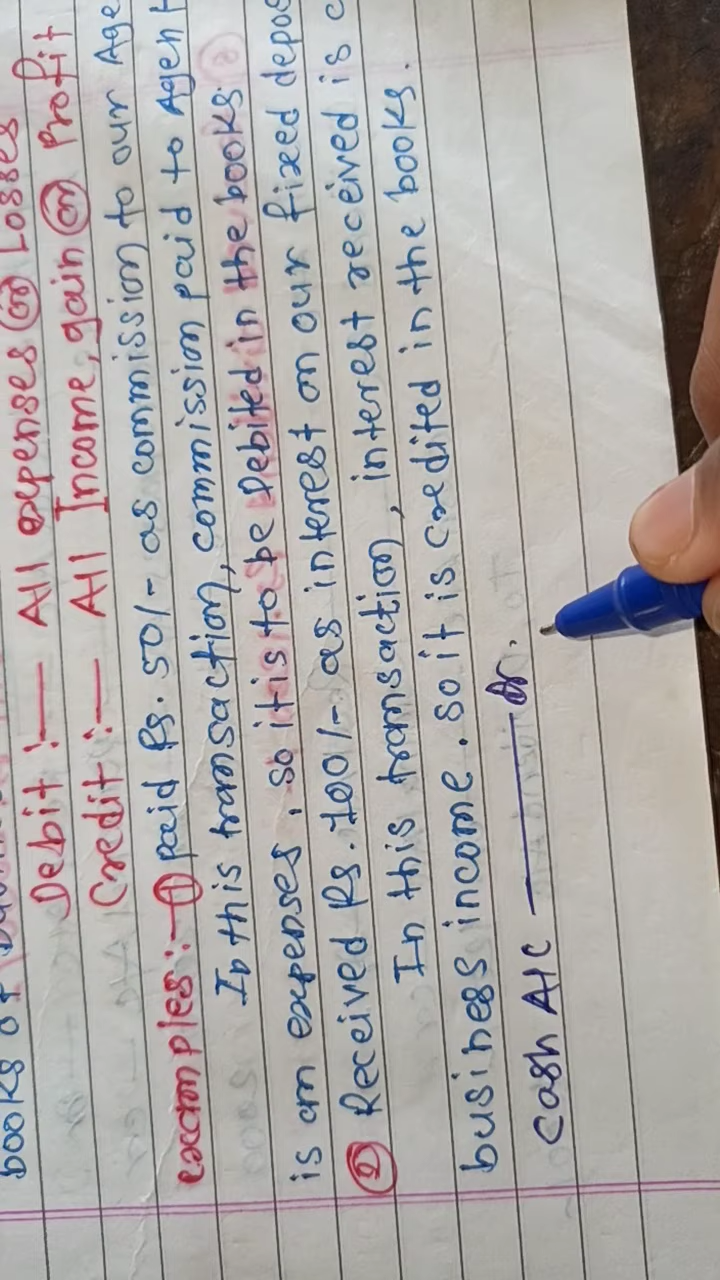 books of
Debit :— All expenses or Losses
Credit :— All Income, gain or Profit
examples :- 1 paid Rs. 50/- as commission to our Age
In this transaction, commission paid to Agent
is an expenses, so it is to be Debited in the books.
2 Received Rs. 100/- as interest on our fixed depos
In this transaction, interest received is c
business income. so it is credited in the books.
Cash A/C —— Dr.